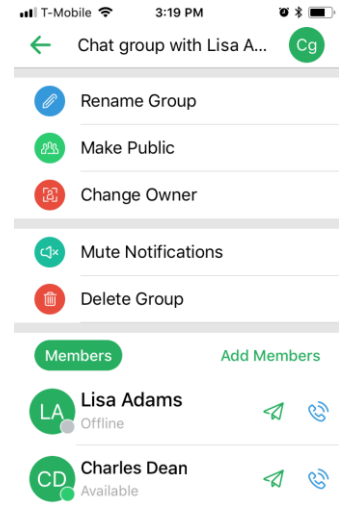 T-Mobile 3:19 PM
Chat group with Lisa A... Cg
Rename Group
Make Public
Change Owner
Mute Notifications
Delete Group
Members Add Members
LA Lisa Adams
Offline
CD Charles Dean
Available